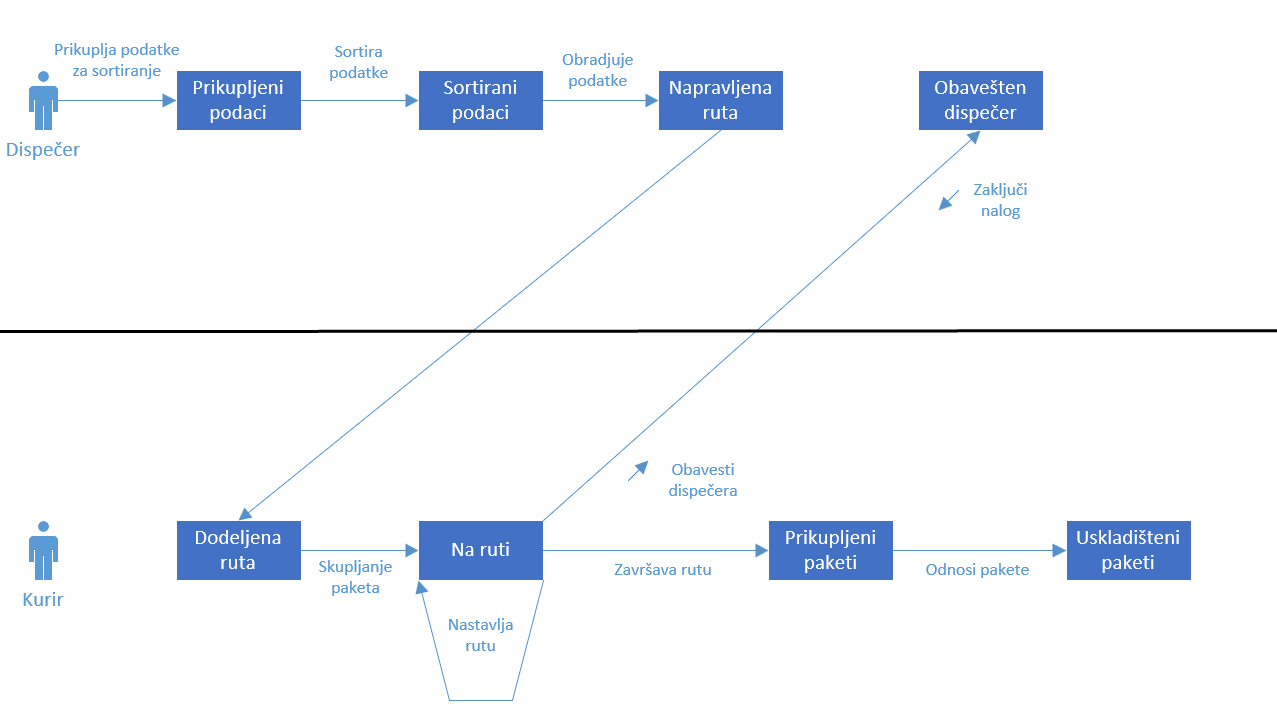 Prikuplja podatke
za sortiranje
Sortira
podatke
Obradjuje
podatke
Prikupljeni
podaci
Sortirani
podaci
Napravljena
ruta
Obavešten
dispečer
Dispečer
Zaključi
nalog
Obavesti
dispečera
Dodeljena
ruta
Na ruti
Prikupljeni
paketi
Uskladišteni
paketi
Skupljanje
paketa
Završava rutu
Odnosi pakete
Kurir
Nastavlja
rutu